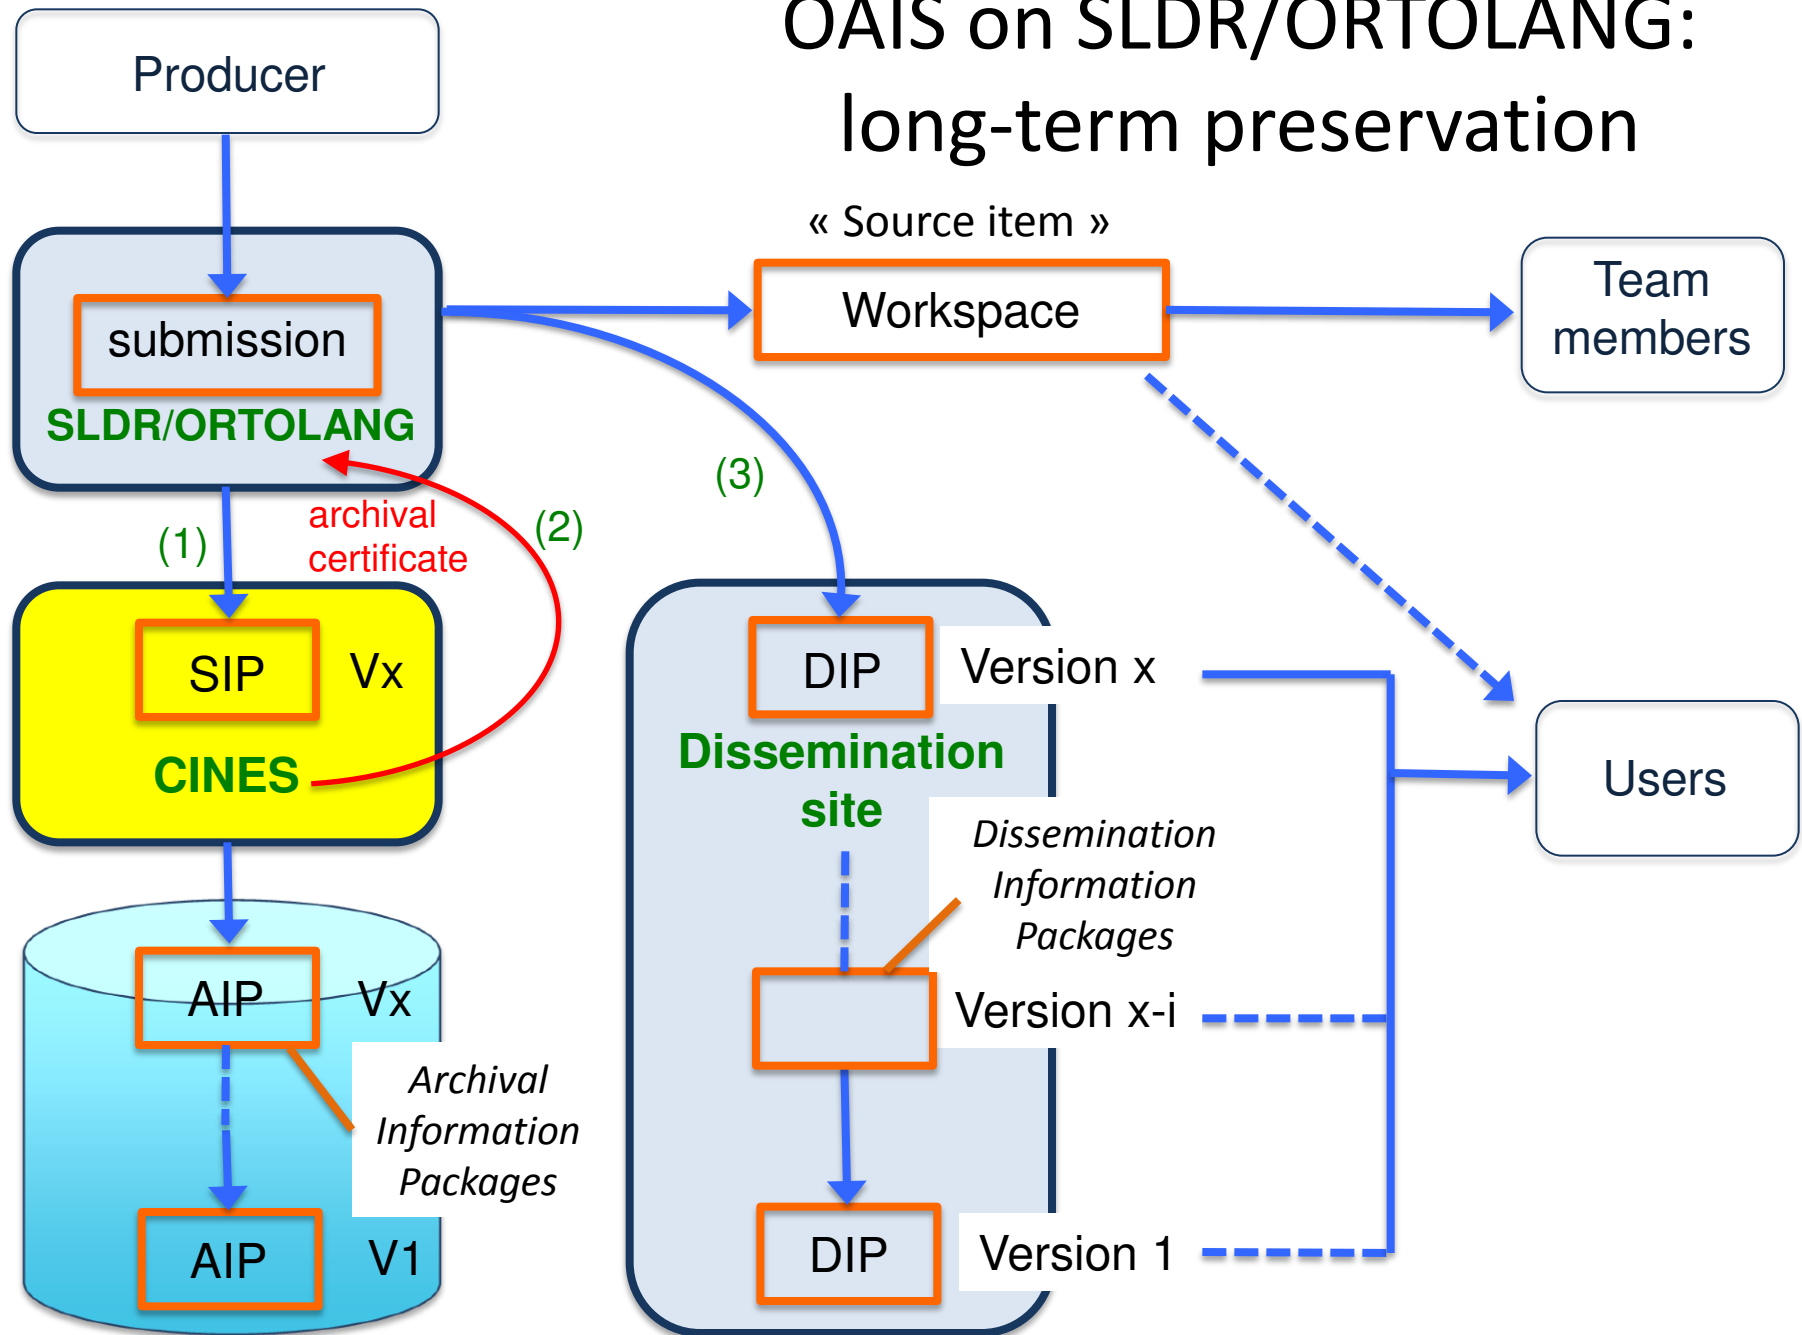 OAIS on SLDR/ORTOLANG:
long-term preservation
Producer
« Source item »
submission
SLDR/ORTOLANG
Workspace
Team
members
(1)
archival
certificate
(2)
(3)
SIP
Vx
CINES
DIP
Version x
Dissemination
site
Users
Dissemination
Information
Packages
AIP
Vx
Version x-i
Archival
Information
Packages
AIP
V1
DIP
Version 1